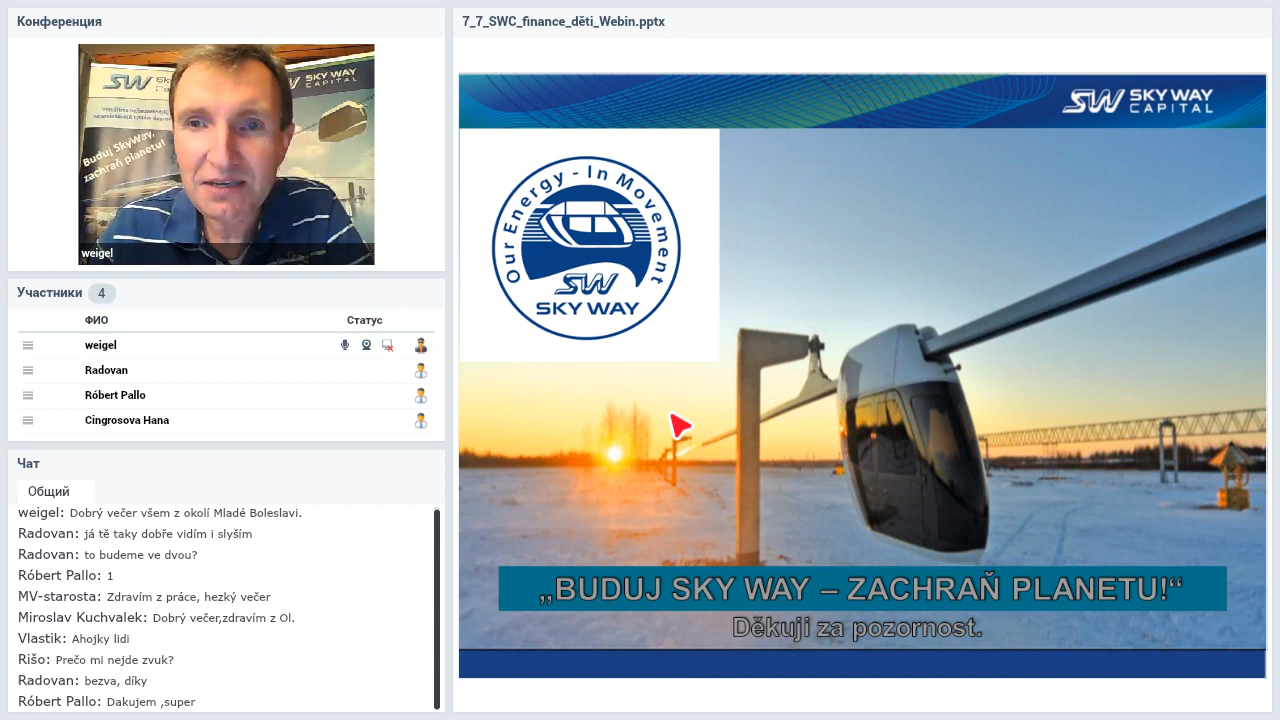 Конференция
SW SKY WAY
CAPITAL
Buduj SkyWay,
zachraň planetu!
weigel
Участники 4
ФИО Статус
weigel
Radovan
Róbert Pallo
Cingrosova Hana
Чат
Общий
weigel: Dobrý večer všem z okolí Mladé Boleslavi.
Radovan: já tě taky dobře vidím i slyším
Radovan: to budeme ve dvou?
Róbert Pallo: 1
MV-starosta: Zdravím z práce, hezký večer
Miroslav Kuchvalek: Dobrý večer,zdravím z Ol.
Vlastik: Ahojky lidi
Rišo: Prečo mi nejde zvuk?
Radovan: bezva, díky
Róbert Pallo: Dakujem ,super
7_7_SWC_finance_děti_Webin.pptx
SW SKY WAY
CAPITAL
Our Energy - In Movement
SW
SKY WAY
„BUDUJ SKY WAY – ZACHRAŇ PLANETU!“
Děkuji za pozornost.